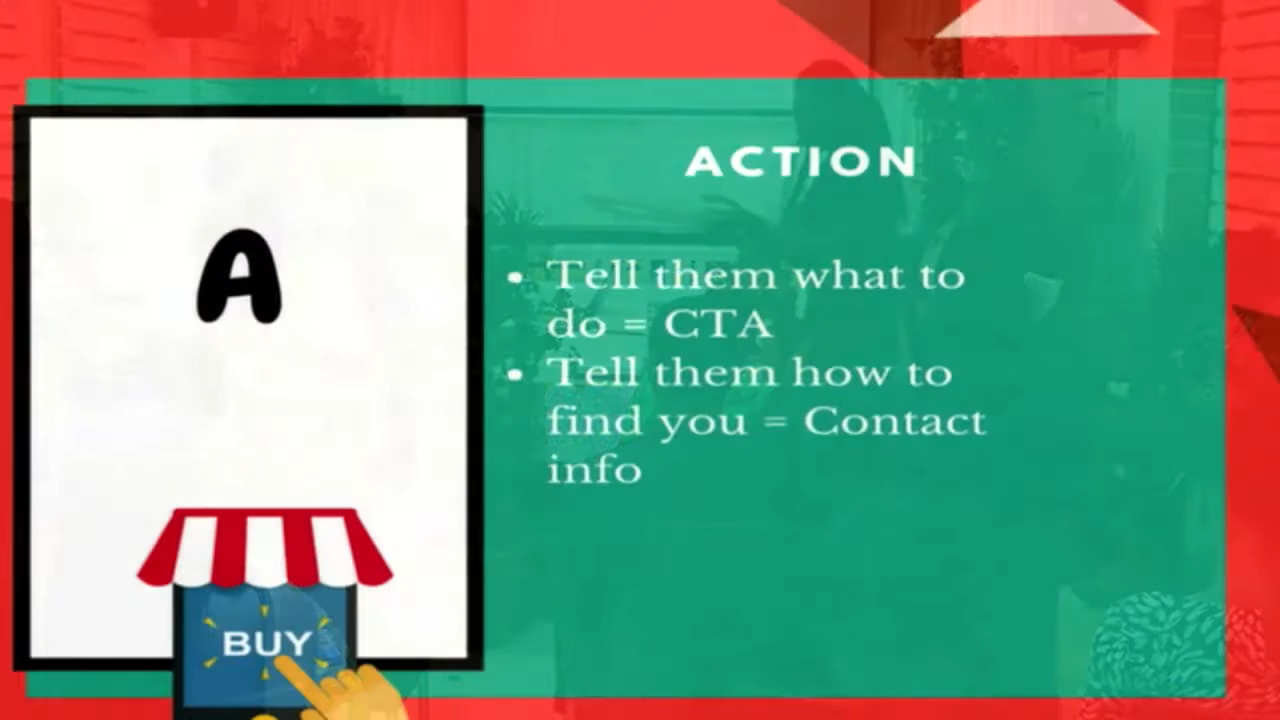 A
ACTION
• Tell them what to
do = CTA
• Tell them how to
find you = Contact
info
BUY